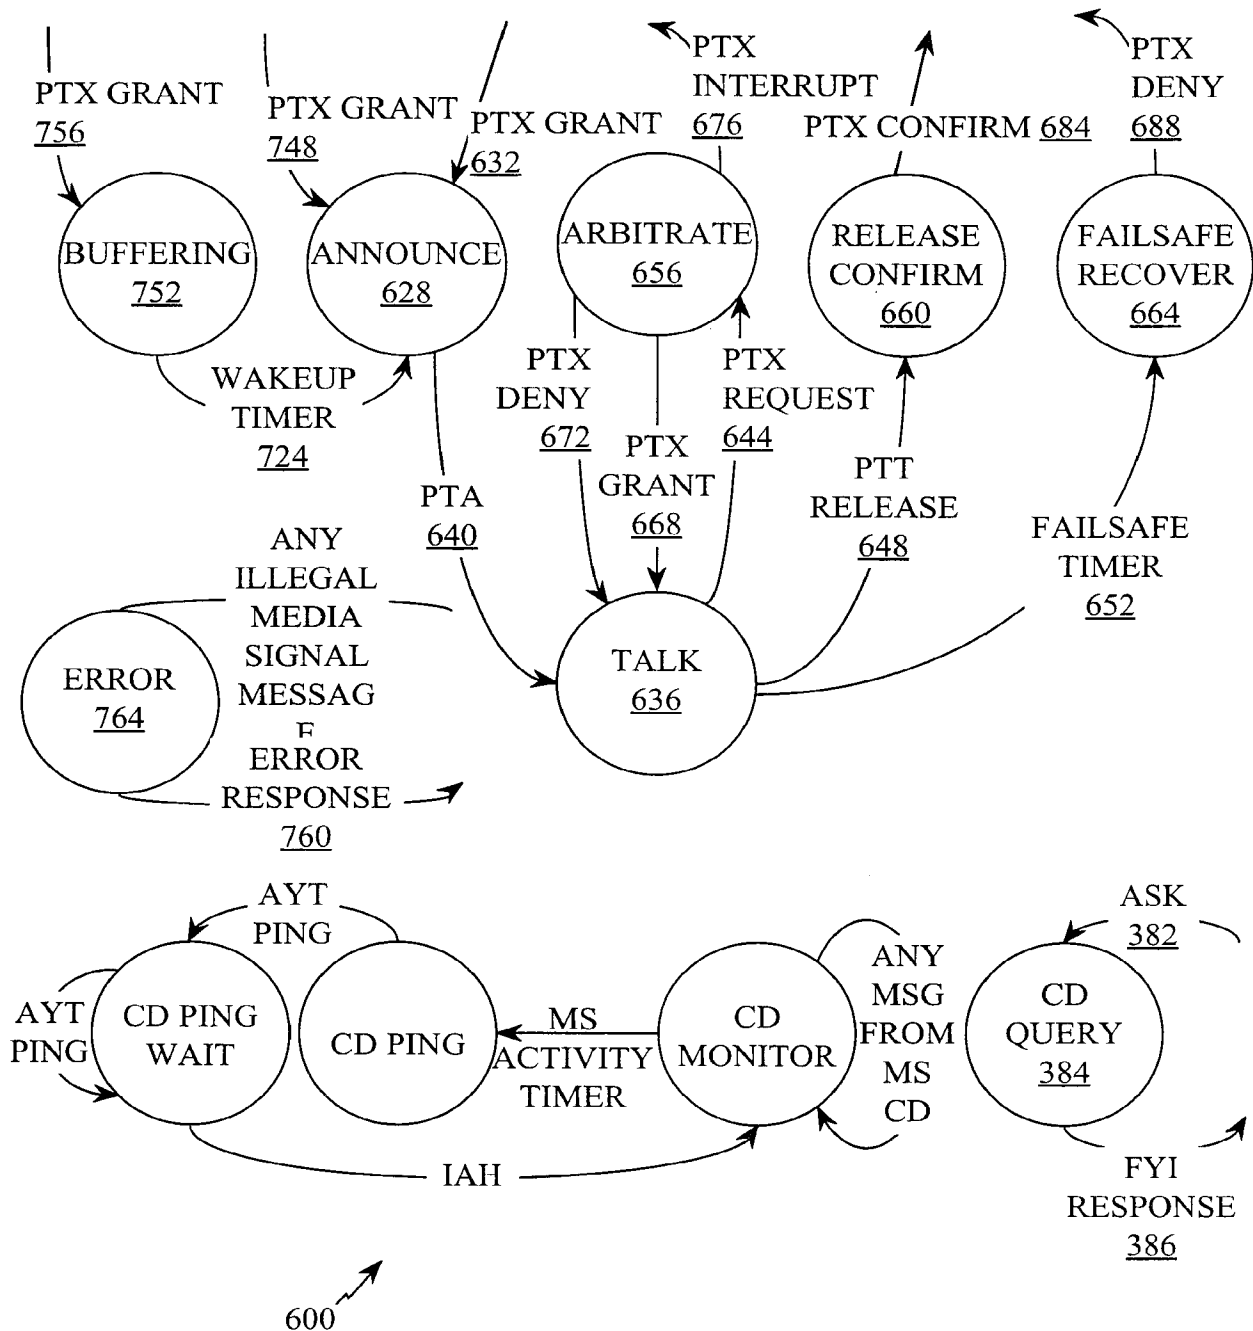 PTX GRANT
756
PTX GRANT
748
PTX GRANT
632
PTX
INTERRUPT
676
PTX CONFIRM 684
PTX
DENY
688
BUFFERING
752
ANNOUNCE
628
ARBITRATE
656
RELEASE
CONFIRM
660
FAILSAFE
RECOVER
664
WAKEUP
TIMER
724
PTX
DENY
672
PTX
GRANT
668
PTX
REQUEST
644
PTA
640
PTT
RELEASE
648
FAILSAFE
TIMER
652
ANY
ILLEGAL
MEDIA
SIGNAL
MESSAG
E
ERROR
764
TALK
636
ERROR
RESPONSE
760
AYT
PING
AYT
PING
CD PING
WAIT
CD PING
MS
ACTIVITY
TIMER
CD
MONITOR
ANY
MSG
FROM
MS
CD
ASK
382
CD
QUERY
384
IAH
FYI
RESPONSE
386
600